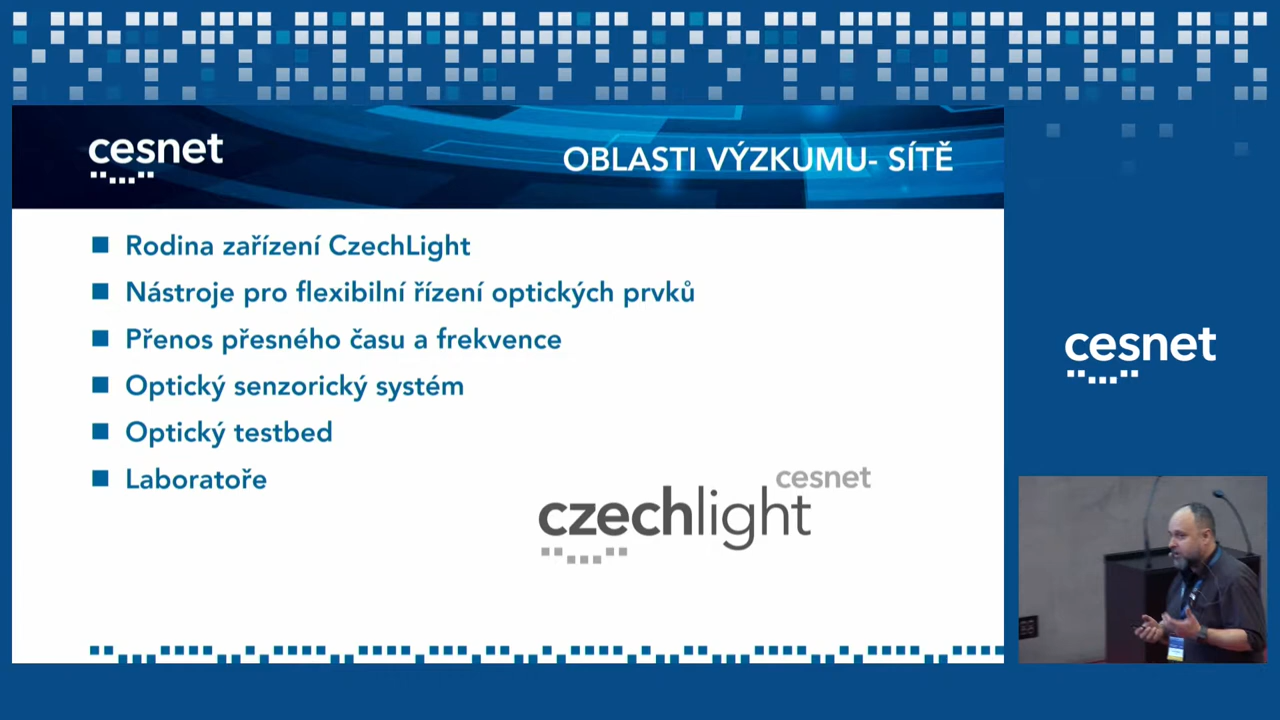 cesnet
OBLASTI VÝZKUMU- SÍTĚ
Rodina zařízení CzechLight
Nástroje pro flexibilní řízení optických prvků
Přenos přesného času a frekvence
Optický senzorický systém
Optický testbed
Laboratoře
cesnet
czechlight
cesnet